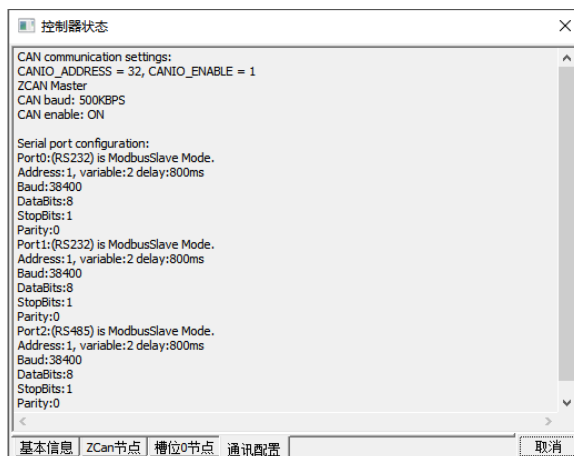 控制器状态
CAN communication settings:
CANIO_ADDRESS = 32, CANIO_ENABLE = 1
ZCAN Master
CAN baud: 500KBPS
CAN enable: ON
Serial port configuration:
Port0:(RS232) is ModbusSlave Mode.
Address:1, variable:2 delay:800ms
Baud:38400
DataBits:8
StopBits:1
Parity:0
Port1:(RS232) is ModbusSlave Mode.
Address:1, variable:2 delay:800ms
Baud:38400
DataBits:8
StopBits:1
Parity:0
Port2:(RS485) is ModbusSlave Mode.
Address:1, variable:2 delay:800ms
Baud:38400
DataBits:8
StopBits:1
Parity:0
基本信息 ZCan节点 槽位0节点 通讯配置 取消